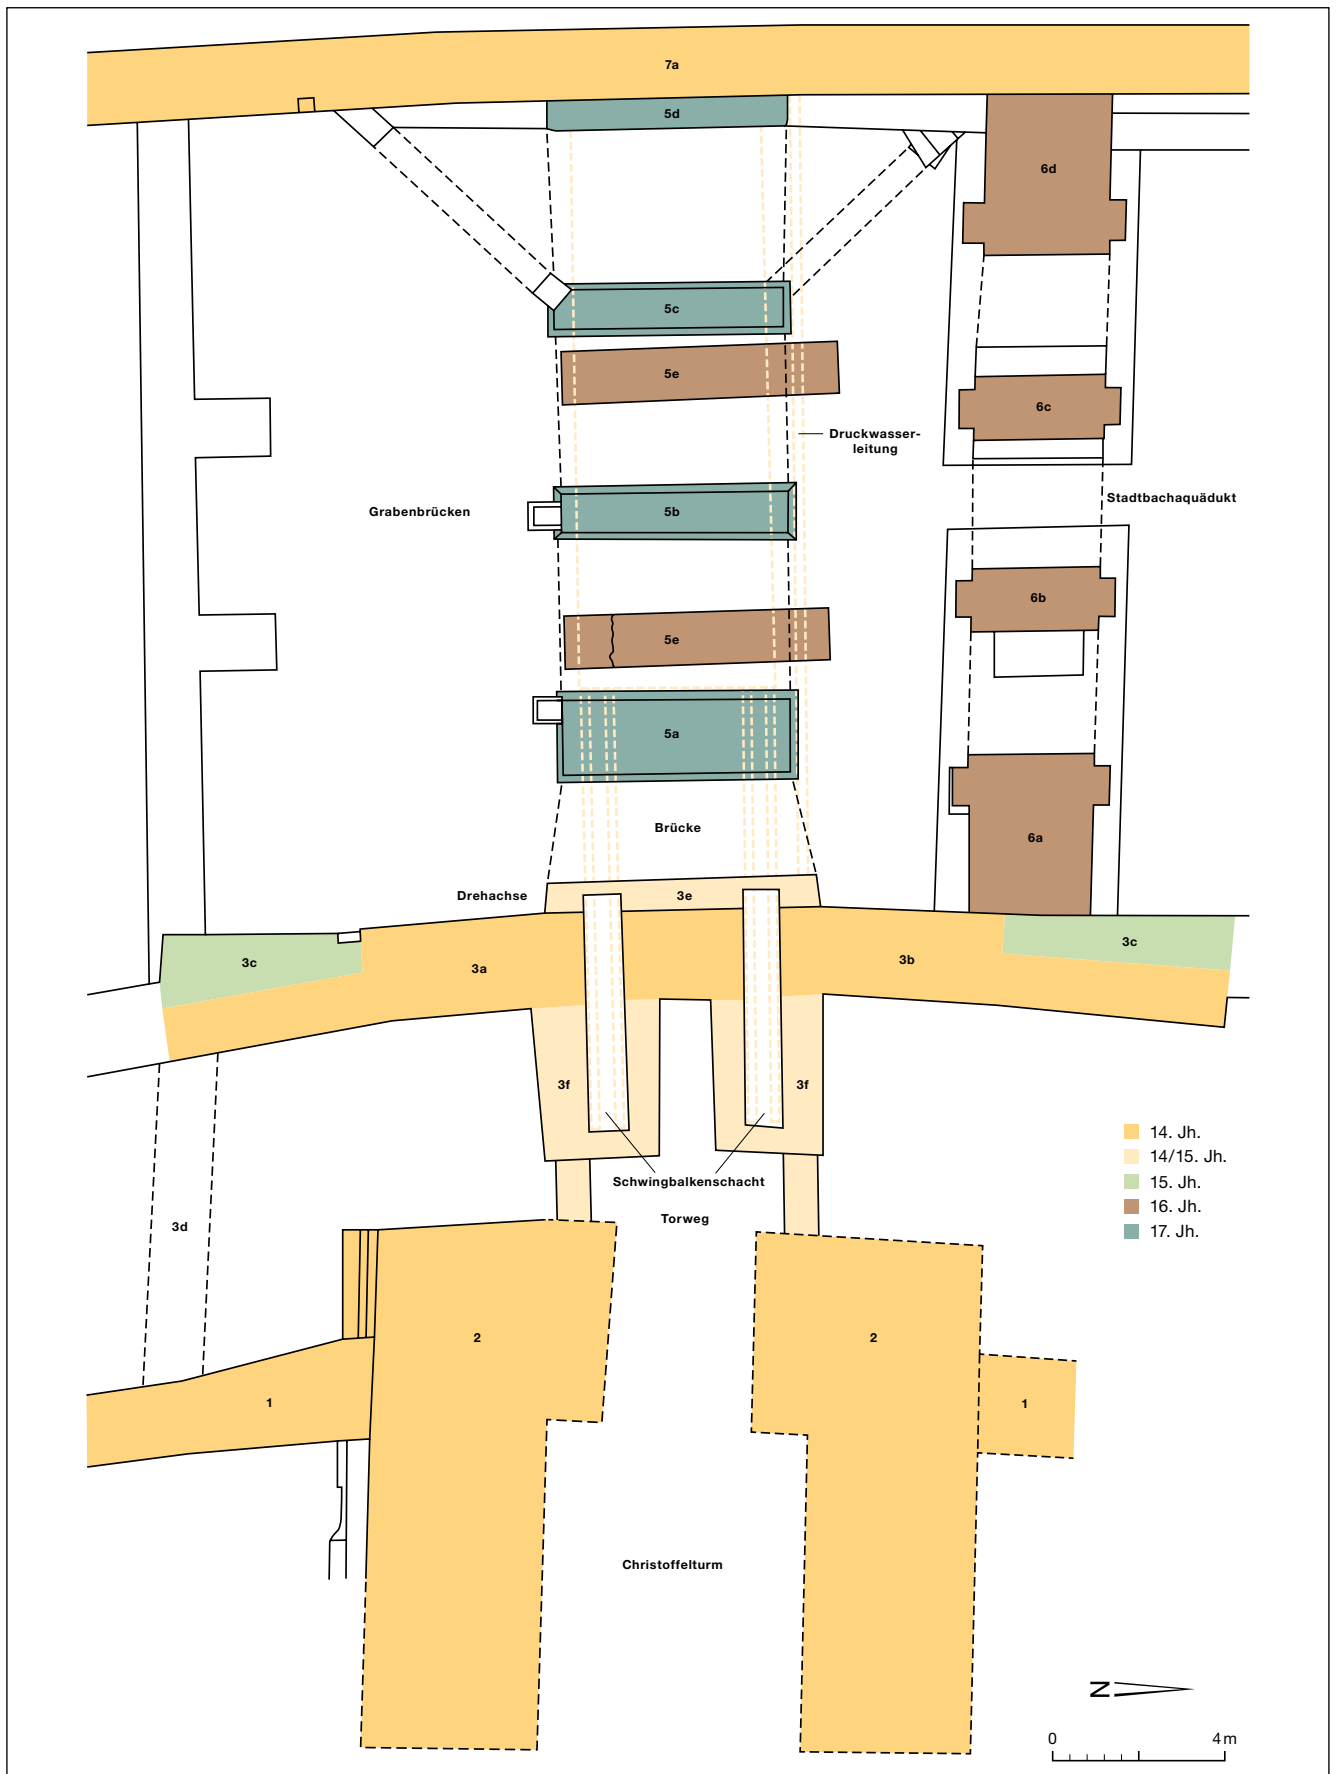 7a
5d
6d
5c
5e
6c
Druckwasser-
leitung
Stadtbachaquädukt
Grabenbrücken
5b
6b
5e
5a
Brücke
6a
Drehachse
3e
3c
3a
3b
3c
3f
3f
14. Jh.
14/15. Jh.
15. Jh.
16. Jh.
17. Jh.
Schwingbalkenschacht
Torweg
3d
2
2
1
1
Christoffelturm
N
0 4 m